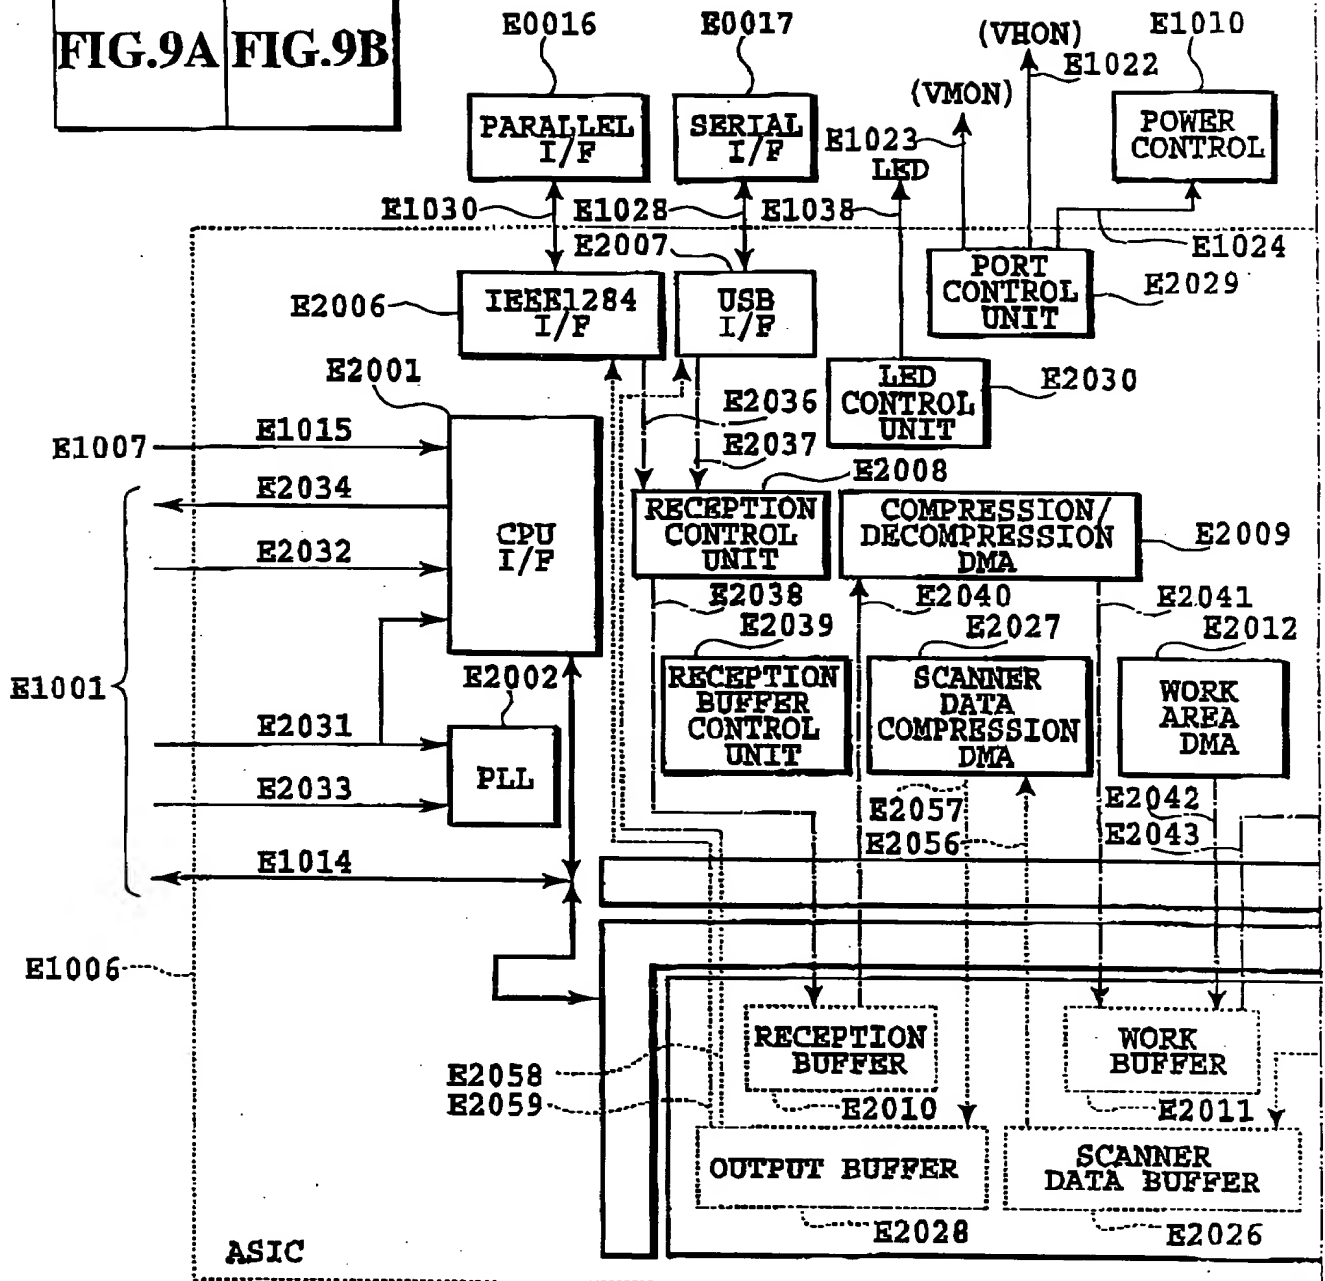 FIG.9A FIG.9B
E0016
E0017
(VHON)
E1010
E1022
(VMON)
PARALLEL
I/F
SERIAL
I/F
E1023
LED
POWER
CONTROL
E1030
E1028
E1038
E2007
E1024
E2006
IEEE1284
I/F
USB
I/F
PORT
CONTROL
UNIT
E2029
E2001
LED
CONTROL
UNIT
E2030
E2036
E2037
E1007
E1015
E2034
E2032
CPU
I/F
E2008
RECEPTION
CONTROL
UNIT
COMPRESSION/
DECOMPRESSION
DMA
E2009
E2038
E2040
E2041
E2039
E2027
E2012
E1001
E2002
RECEPTION
BUFFER
CONTROL
UNIT
SCANNER
DATA
COMPRESSION
DMA
WORK
AREA
DMA
E2031
PLL
E2033
E2057
E2056
E2042
E2043
E1014
E1006
RECEPTION
BUFFER
WORK
BUFFER
E2058
E2059
E2010
E2011
OUTPUT BUFFER
SCANNER
DATA BUFFER
E2028
E2026
ASIC